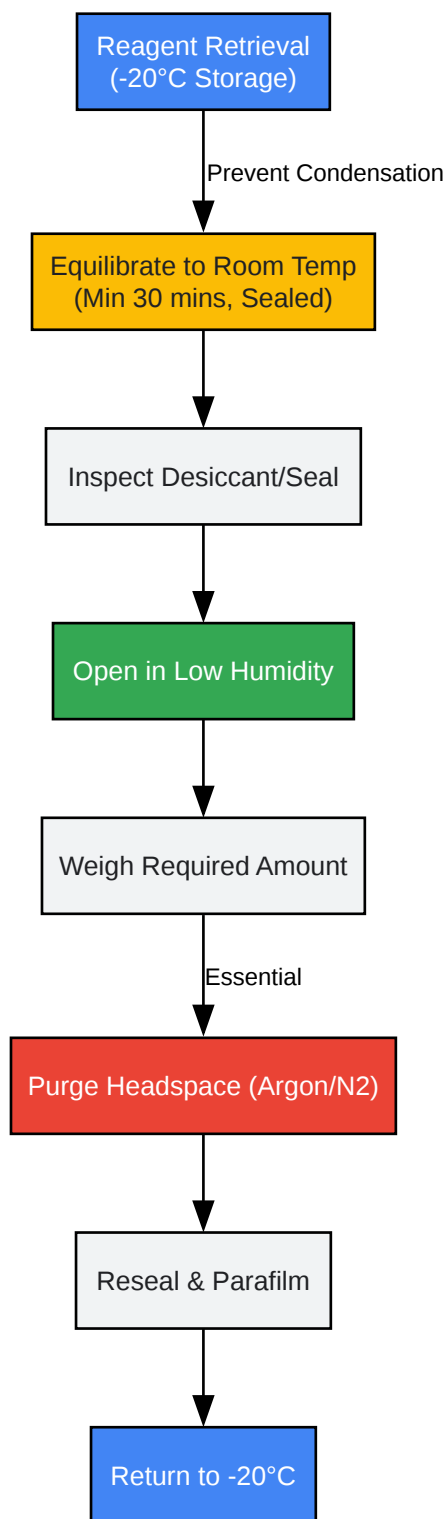 Reagent Retrieval
(-20°C Storage)
Prevent Condensation
Equilibrate to Room Temp
(Min 30 mins, Sealed)
Inspect Desiccant/Seal
Open in Low Humidity
Weigh Required Amount
Essential
Purge Headspace (Argon/N2)
Reseal & Parafilm
Return to -20°C